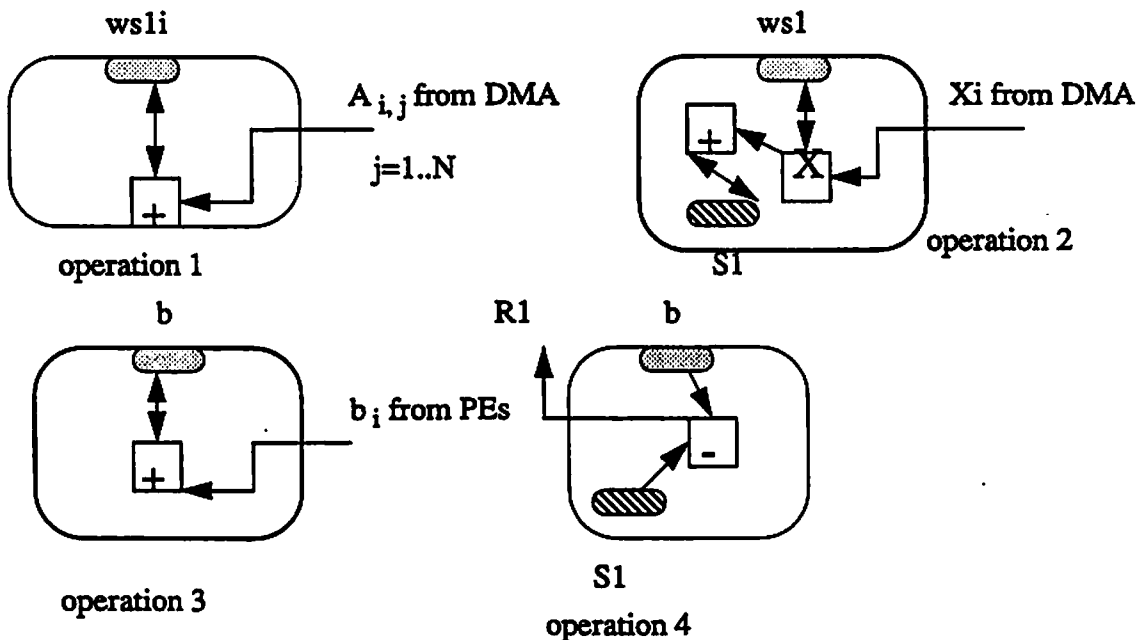 ws1i
A i, j from DMA
j=1..N
+
operation 1
ws1
Xi from DMA
+
X
S1
operation 2
b
b i from PEs
+
operation 3
R1
b
-
S1
operation 4